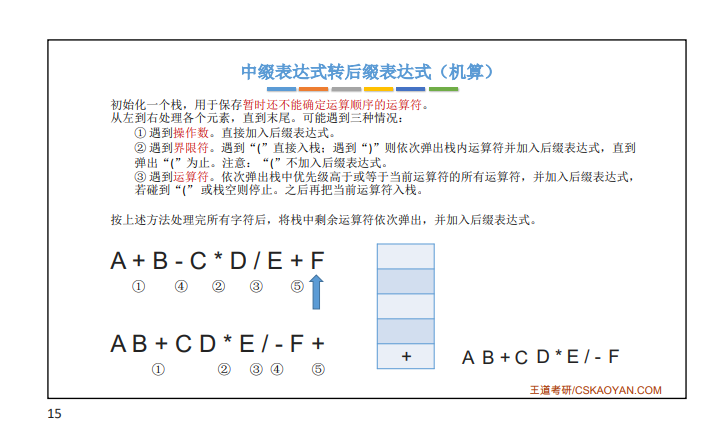 中缀表达式转后缀表达式（机算）
初始化一个栈，用于保存暂时还不能确定运算顺序的运算符。
从左到右处理各个元素，直到末尾。可能遇到三种情况：
① 遇到操作数。直接加入后缀表达式。
② 遇到界限符。遇到“(”直接入栈；遇到“)”则依次弹出栈内运算符并加入后缀表达式，直到
弹出“(”为止。注意：“(”不加入后缀表达式。
③ 遇到运算符。依次弹出栈中优先级高于或等于当前运算符的所有运算符，并加入后缀表达式，
若碰到“(” 或栈空则停止。之后再把当前运算符入栈。
按上述方法处理完所有字符后，将栈中剩余运算符依次弹出，并加入后缀表达式。
A + B - C * D / E + F
① ④ ② ③ ⑤
A B + C D * E / - F +
① ② ③ ④ ⑤
+
A B + C D * E / - F
王道考研/CSKAOYAN.COM
15